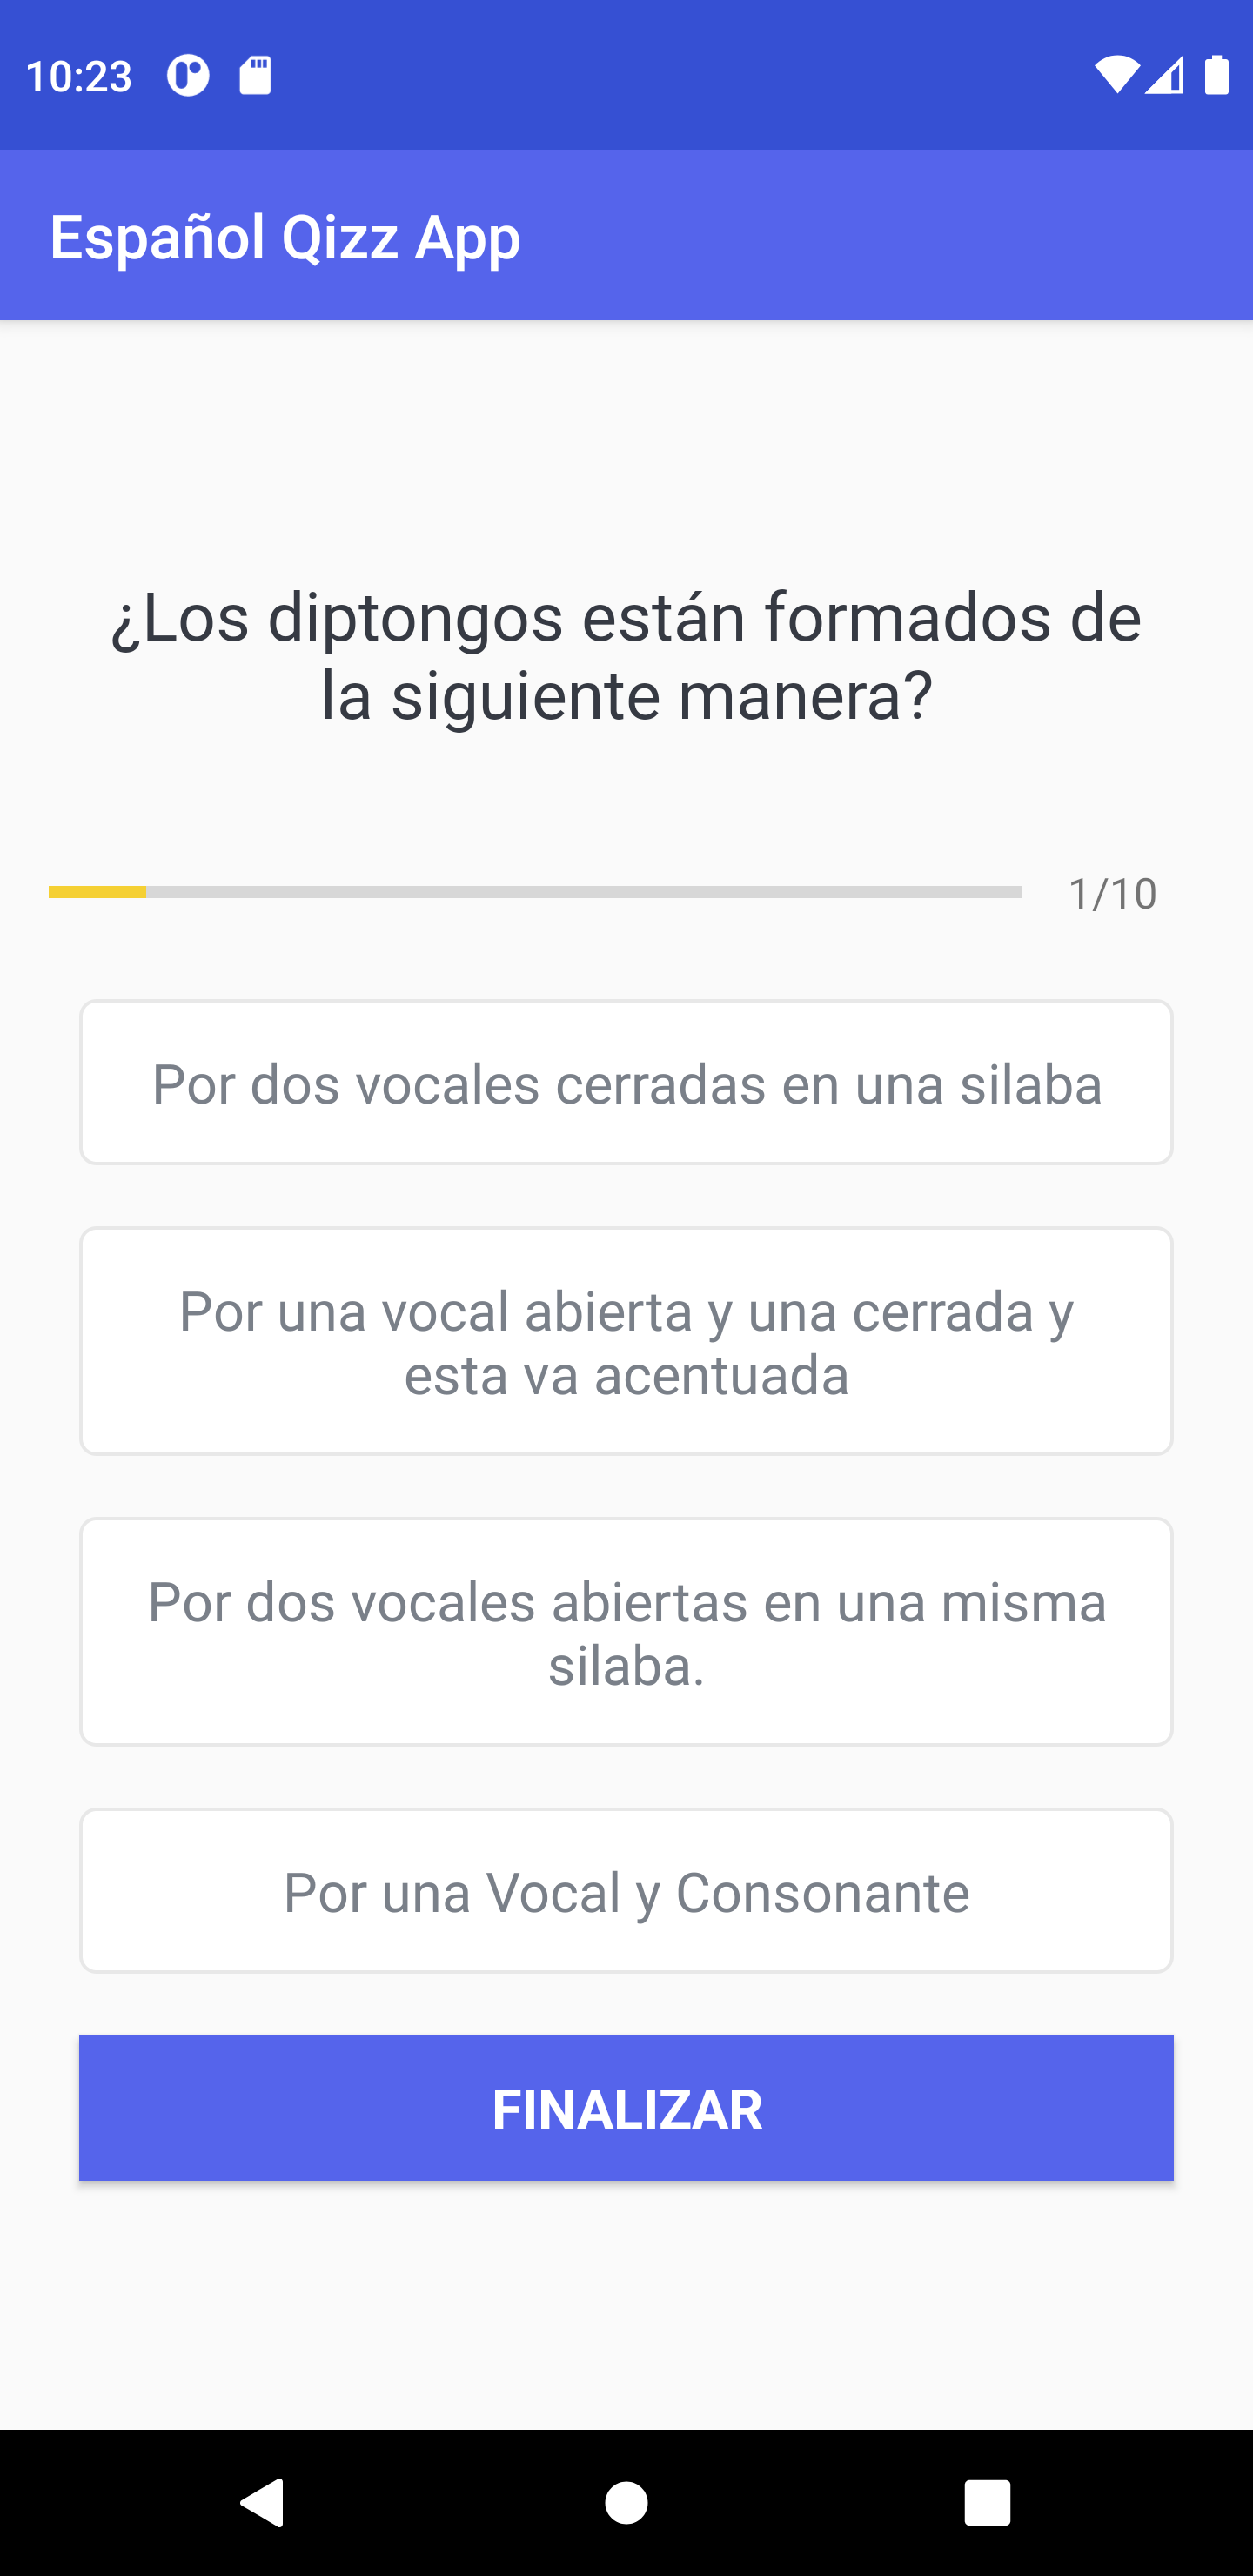 10:23
Español Qizz App
¿Los diptongos están formados de
la siguiente manera?
1/10
Por dos vocales cerradas en una silaba
Por una vocal abierta y una cerrada y
esta va acentuada
Por dos vocales abiertas en una misma
silaba.
Por una Vocal y Consonante
FINALIZAR